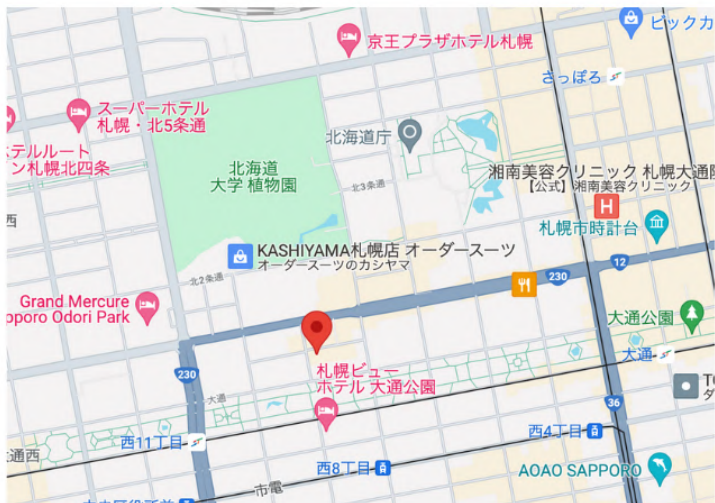 ビックカ
京王プラザホテル札幌
さっぽろ
スーパーホテル
札幌・北5条通
ホテルルート
ン札幌北四条
北海道
大学 植物園
北海道庁
北3条通
湘南美容クリニック 札幌大通院
【公式】湘南美容クリニック
札幌市時計台
西
KASHIYAMA札幌店 オーダースーツ
オーダースーツのカシヤマ
北2条通
230
12
Grand Mercure
pporo Odori Park
大通公園
大通
札幌ビュー
ホテル 大通公園
230
大通
TO
ダ
36
西11丁目
西4丁目
通西
西8丁目
AOAO SAPPORO
市電